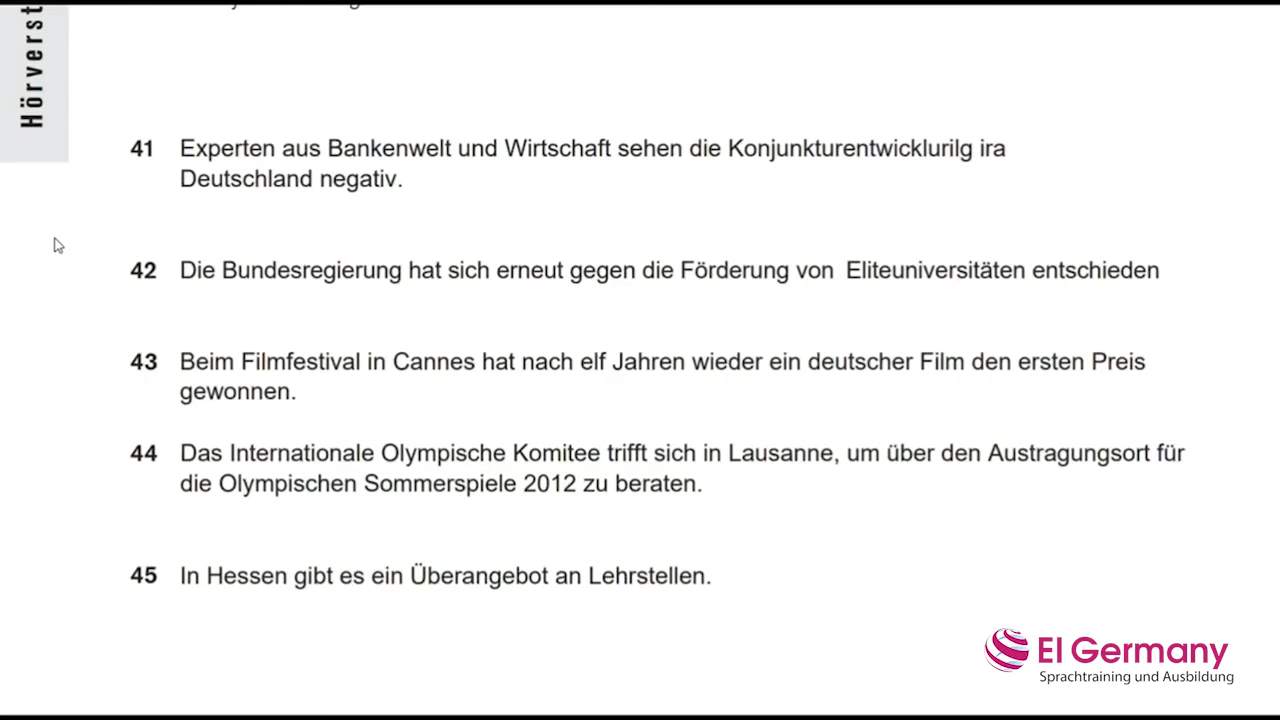 Hörverst
41 Experten aus Bankenwelt und Wirtschaft sehen die Konjunkturentwicklurilg ira
Deutschland negativ.
42 Die Bundesregierung hat sich erneut gegen die Förderung von Eliteuniversitäten entschieden
43 Beim Filmfestival in Cannes hat nach elf Jahren wieder ein deutscher Film den ersten Preis
gewonnen.
44 Das Internationale Olympische Komitee trifft sich in Lausanne, um über den Austragungsort für
die Olympischen Sommerspiele 2012 zu beraten.
45 In Hessen gibt es ein Überangebot an Lehrstellen.
EI Germany
Sprachtraining und Ausbildung